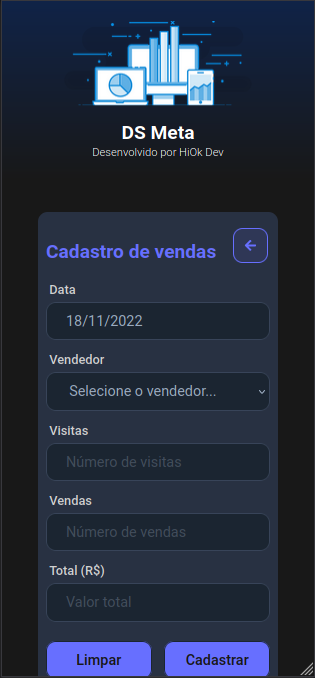 DS Meta
Desenvolvido por HiOk Dev
Cadastro de vendas
Data
18/11/2022
Vendedor
Selecione o vendedor...
Visitas
Número de visitas
Vendas
Número de vendas
Total (R$)
Valor total
Limpar Cadastrar